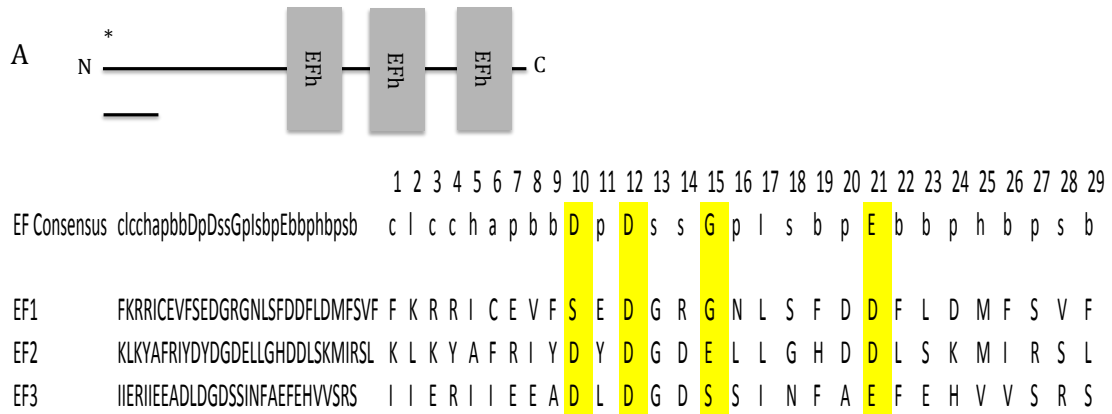 *
A N EFh EFh EFh C
1 2 3 4 5 6 7 8 9 10 11 12 13 14 15 16 17 18 19 20 21 22 23 24 25 26 27 28 29
EF Consensus clcchapbbDpDssGplsbpEbbphbpsb c l c c h a p b b D p D s s G p l s b p E b b p h b p s b
EF1 FKRRICEVFSEDGRGNLSFDDFLDMFSVF F K R R I C E V F S E D G R G N L S F D D F L D M F S V F
EF2 KLKYAFRIYDYDGDELLGHDDLSKMIRSL K L K Y A F R I Y D Y D G D E L L G H D D L S K M I R S L
EF3 IIERIIEEADLDGDSSINFAEFEHVVSRS I I E R I I E E A D L D G D S S I N F A E F E H V V S R S